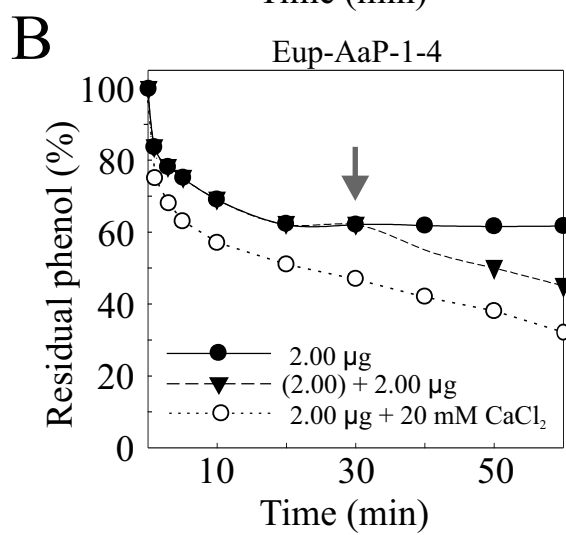 Time (min)
B
Eup-AaP-1-4
Residual phenol (%)
100
80
60
40
20
0
2.00 µg
(2.00) + 2.00 µg
2.00 µg + 20 mM CaCl₂
10
30
50
Time (min)